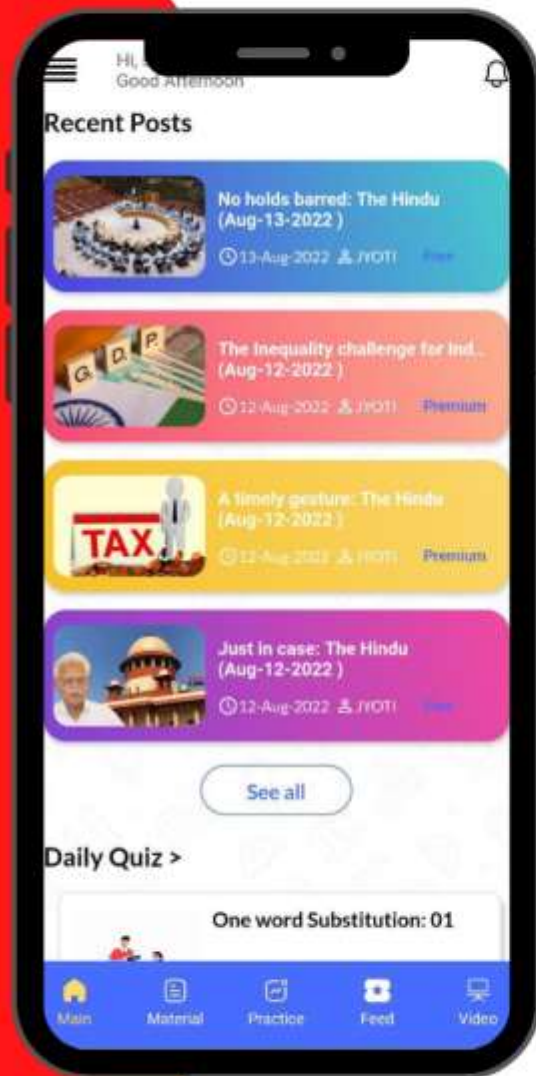 Hi,
Good Afternoon
Recent Posts
No holds barred: The Hindu
(Aug-13-2022 )
13-Aug-2022 JYOTI Free
G D P
The Inequality challenge for Ind..
(Aug-12-2022 )
12-Aug-2022 JYOTI Premium
TAX
A timely gesture: The Hindu
(Aug-12-2022 )
12-Aug-2022 JYOTI Premium
Just in case: The Hindu
(Aug-12-2022 )
12-Aug-2022 JYOTI Free
See all
Daily Quiz >
One word Substitution: 01
Main Material Practice Feed Video